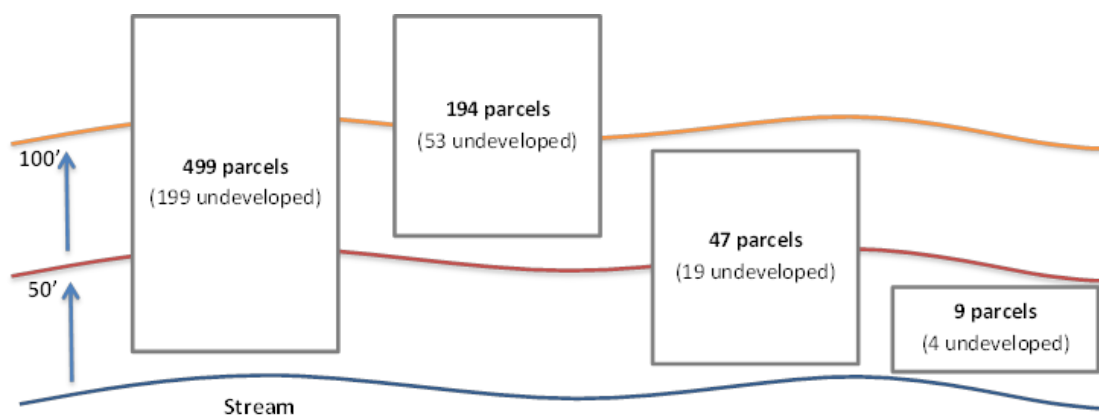 194 parcels
(53 undeveloped)
100’
499 parcels
(199 undeveloped)
47 parcels
(19 undeveloped)
50’
9 parcels
(4 undeveloped)
Stream